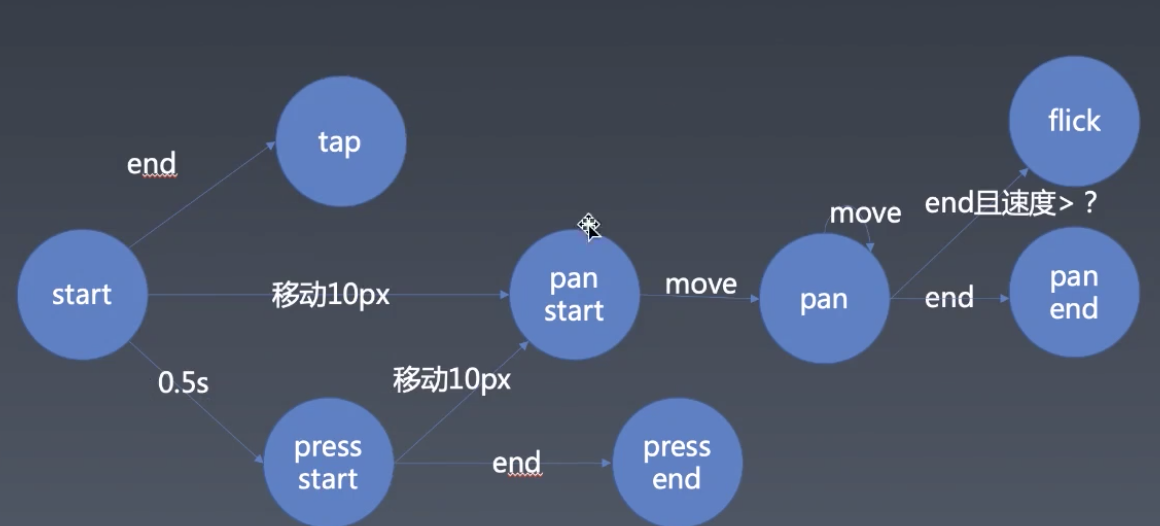 flick
tap
end
end且速度>？
move
start
移动10px
pan
start
move
pan
end
pan
end
0.5s
移动10px
press
start
end
press
end